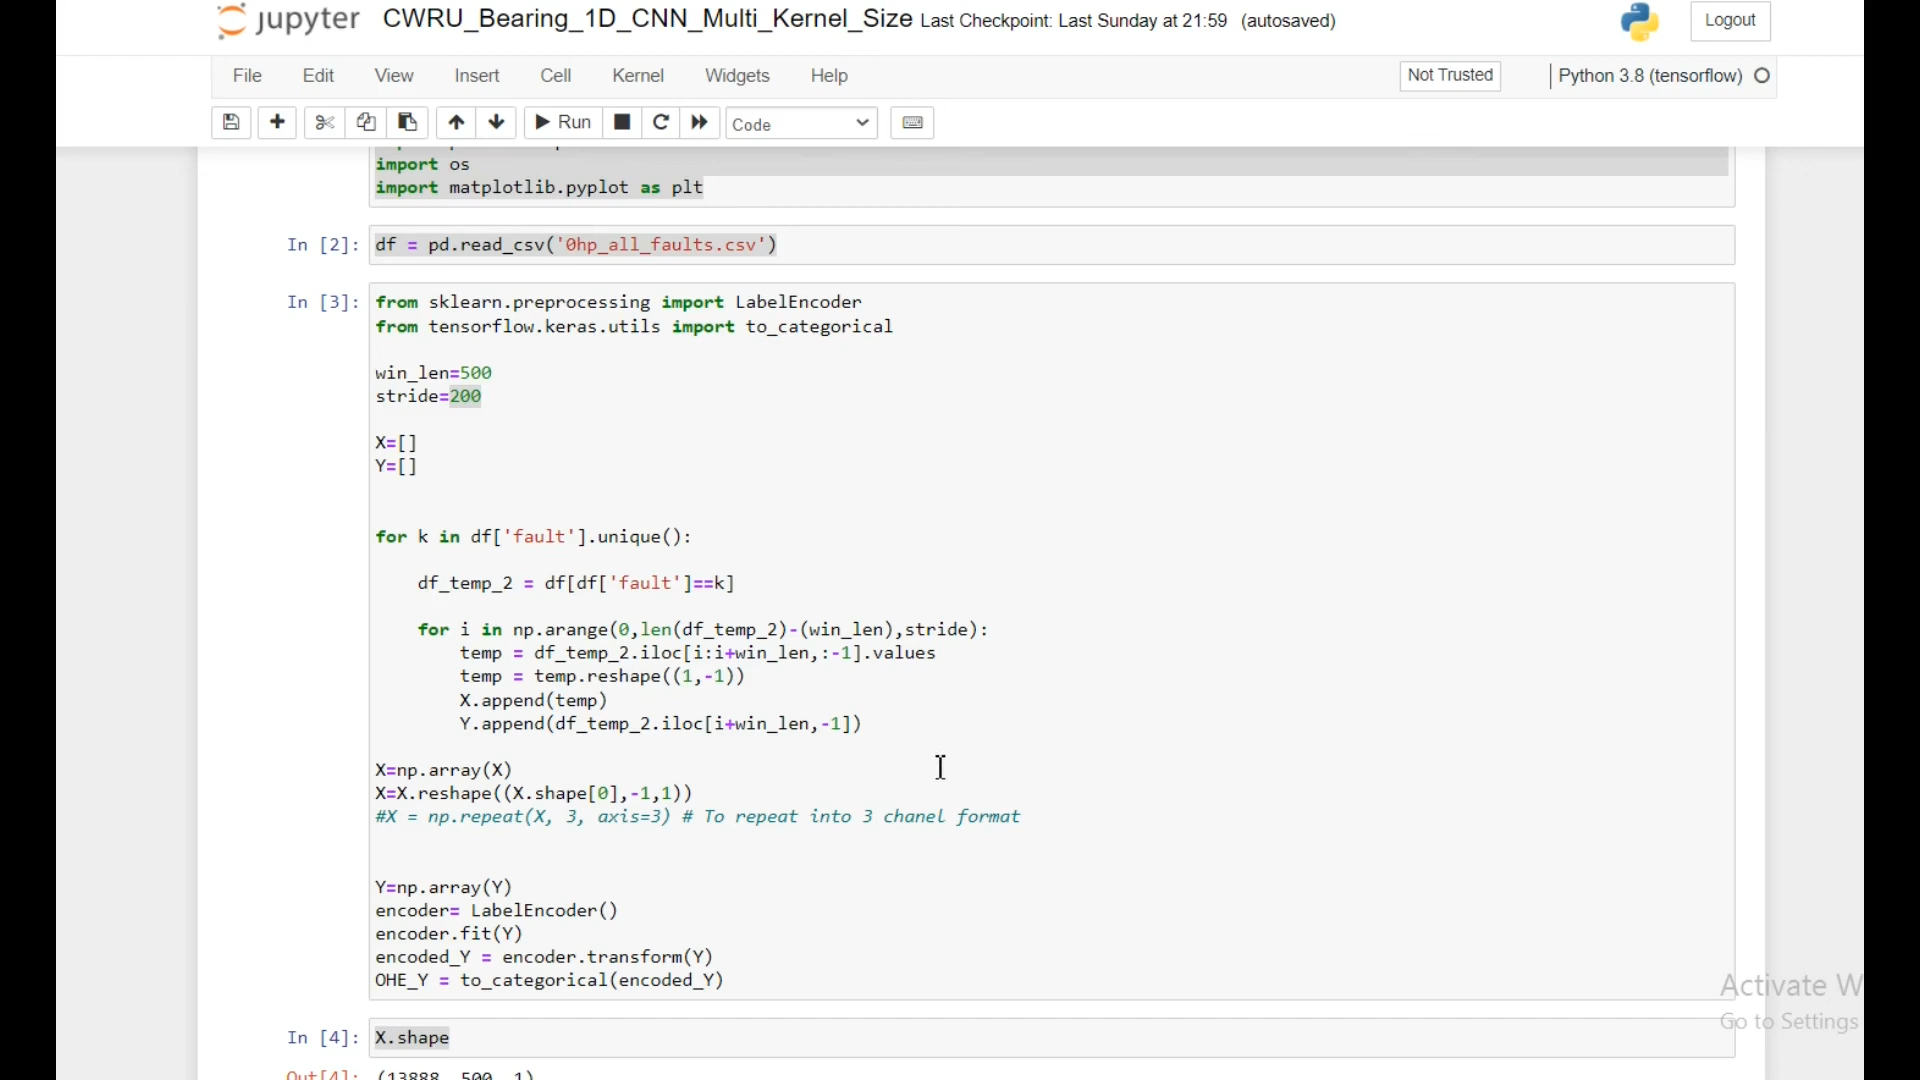 jupyter CWRU_Bearing_1D_CNN_Multi_Kernel_Size Last Checkpoint: Last Sunday at 21:59 (autosaved) Logout
File Edit View Insert Cell Kernel Widgets Help Not Trusted Python 3.8 (tensorflow)
Run Code
import os
import matplotlib.pyplot as plt
In [2]: df = pd.read_csv('0hp_all_faults.csv')
In [3]: from sklearn.preprocessing import LabelEncoder
from tensorflow.keras.utils import to_categorical
win_len=500
stride=200
X=[]
Y=[]
for k in df['fault'].unique():
df_temp_2 = df[df['fault']==k]
for i in np.arange(0,len(df_temp_2)-(win_len),stride):
temp = df_temp_2.iloc[i:i+win_len,:-1].values
temp = temp.reshape((1,-1))
X.append(temp)
Y.append(df_temp_2.iloc[i+win_len,-1])
X=np.array(X)
X=X.reshape((X.shape[0],-1,1))
#X = np.repeat(X, 3, axis=3) # To repeat into 3 chanel format
Y=np.array(Y)
encoder= LabelEncoder()
encoder.fit(Y)
encoded_Y = encoder.transform(Y)
OHE_Y = to_categorical(encoded_Y)
Activate W
Go to Settings
In [4]: X.shape
Out[4]: (13888, 500, 1)